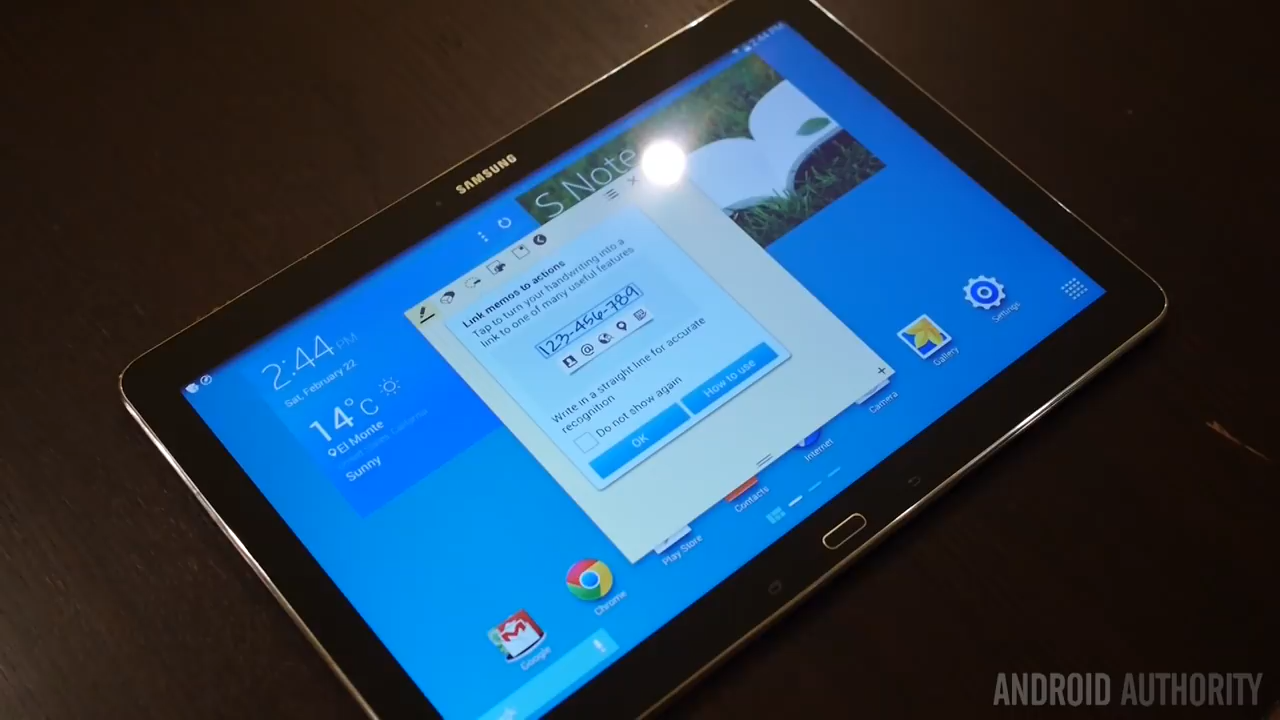 SAMSUNG
2:44 PM
S Note
2:44 PM
Sat, February 22
14°C
El Monte
Sunny
Link memos to actions
Tap to turn your handwriting into a
link to one of many useful features
123-456-789
Write in a straight line for accurate
recognition
Do not show again
OK
How to use
Settings
Gallery
Camera
Internet
Contacts
Play Store
Chrome
Google
ANDROID AUTHORITY